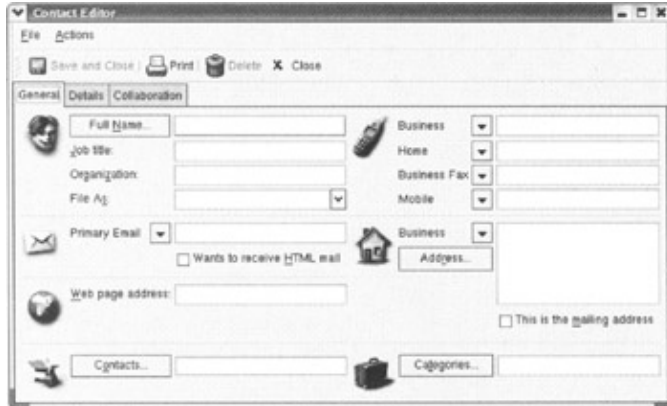 Contact Editor
File Actions
Save and Close Print Delete Close
General Details Collaboration
Full Name...
Job title:
Organization:
File As:
Primary Email
Wants to receive HTML mail
Web page address:
Contacts...
Business
Home
Business Fax
Mobile
Business
Address...
This is the mailing address
Categories...